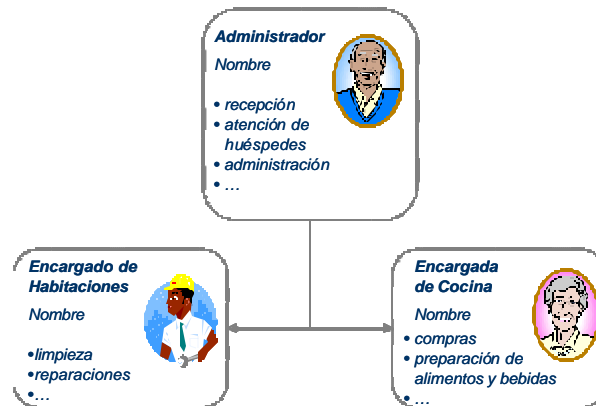 Administrador
Nombre
• recepción
• atención de
huéspedes
• administración
• ...
Encargado de
Habitaciones
Nombre
•limpieza
•reparaciones
•...
Encargada
de Cocina
Nombre
• compras
• preparación de
alimentos y bebidas
• ...